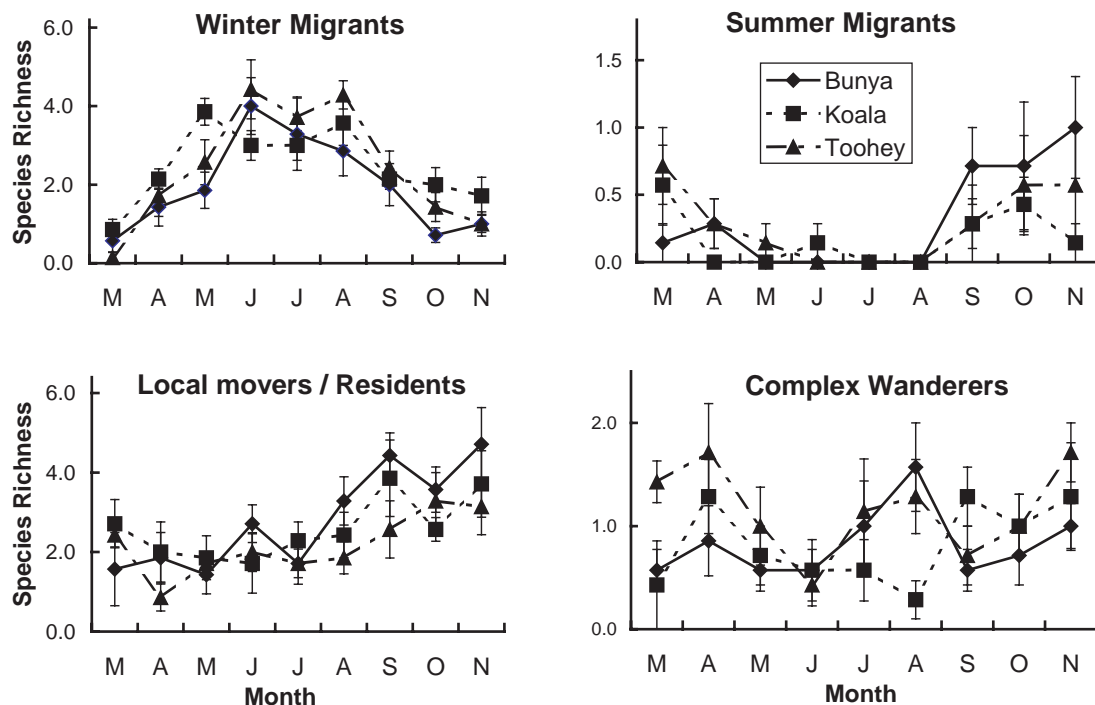 Winter Migrants
Species Richness
6.0
4.0
2.0
0.0
M A M J J A S O N
Summer Migrants
1.5
1.0
0.5
0.0
Bunya
Koala
Toohey
M A M J J A S O N
Local movers / Residents
Species Richness
6.0
4.0
2.0
0.0
M A M J J A S O N
Month
Complex Wanderers
2.0
1.0
0.0
M A M J J A S O N
Month